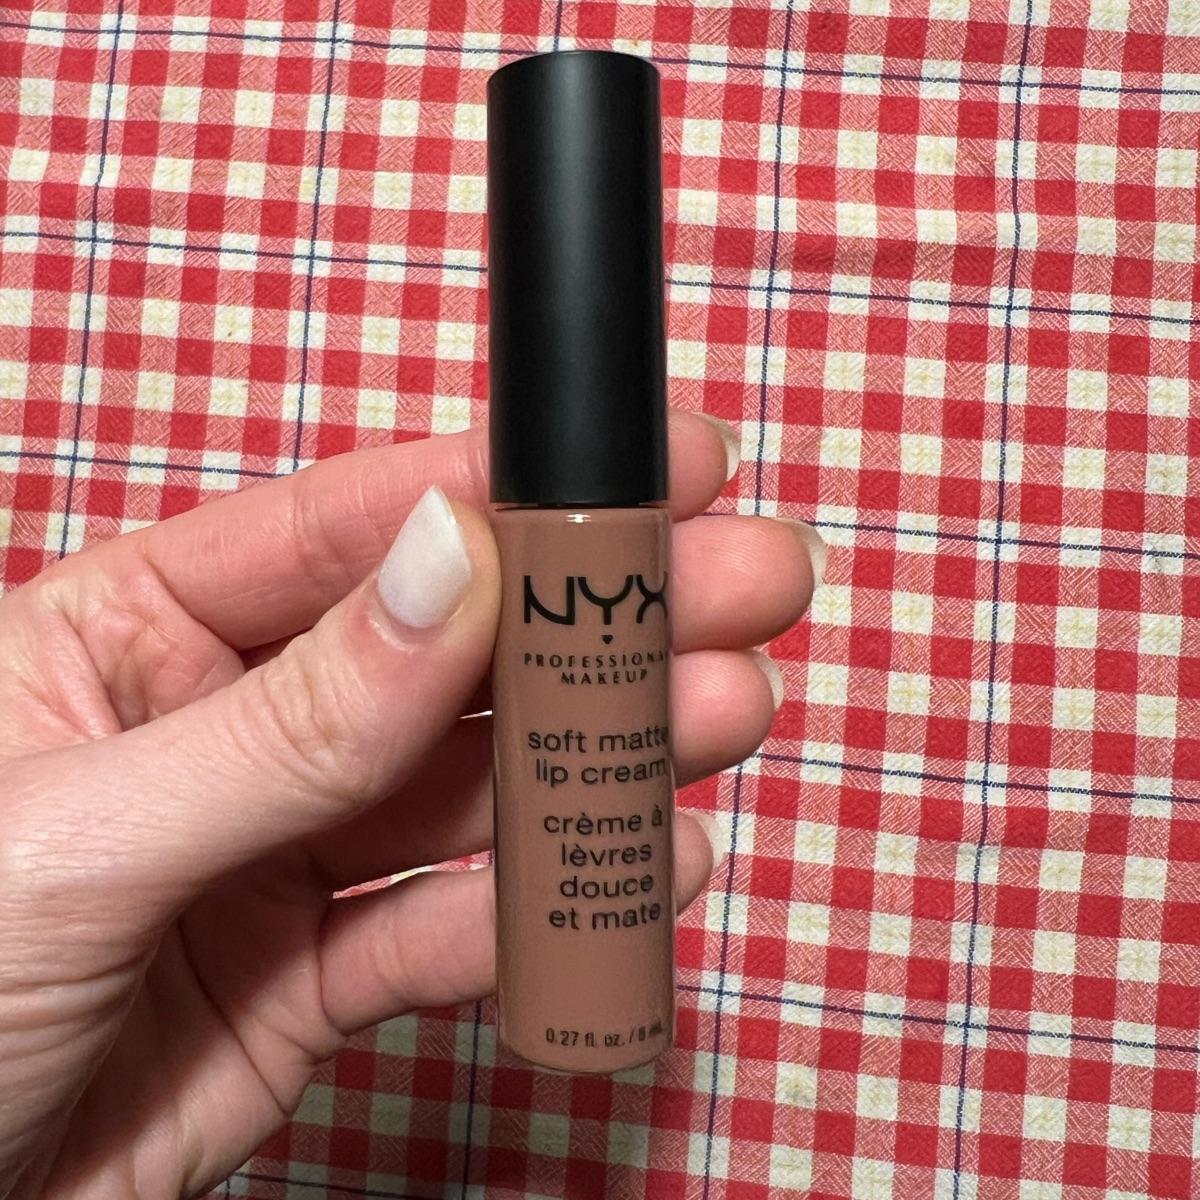 NYX
PROFESSIONAL
MAKEUP
soft matte
lip cream
crème à
lèvres
douce
et mate
0.27 fl. oz. / 8 mL